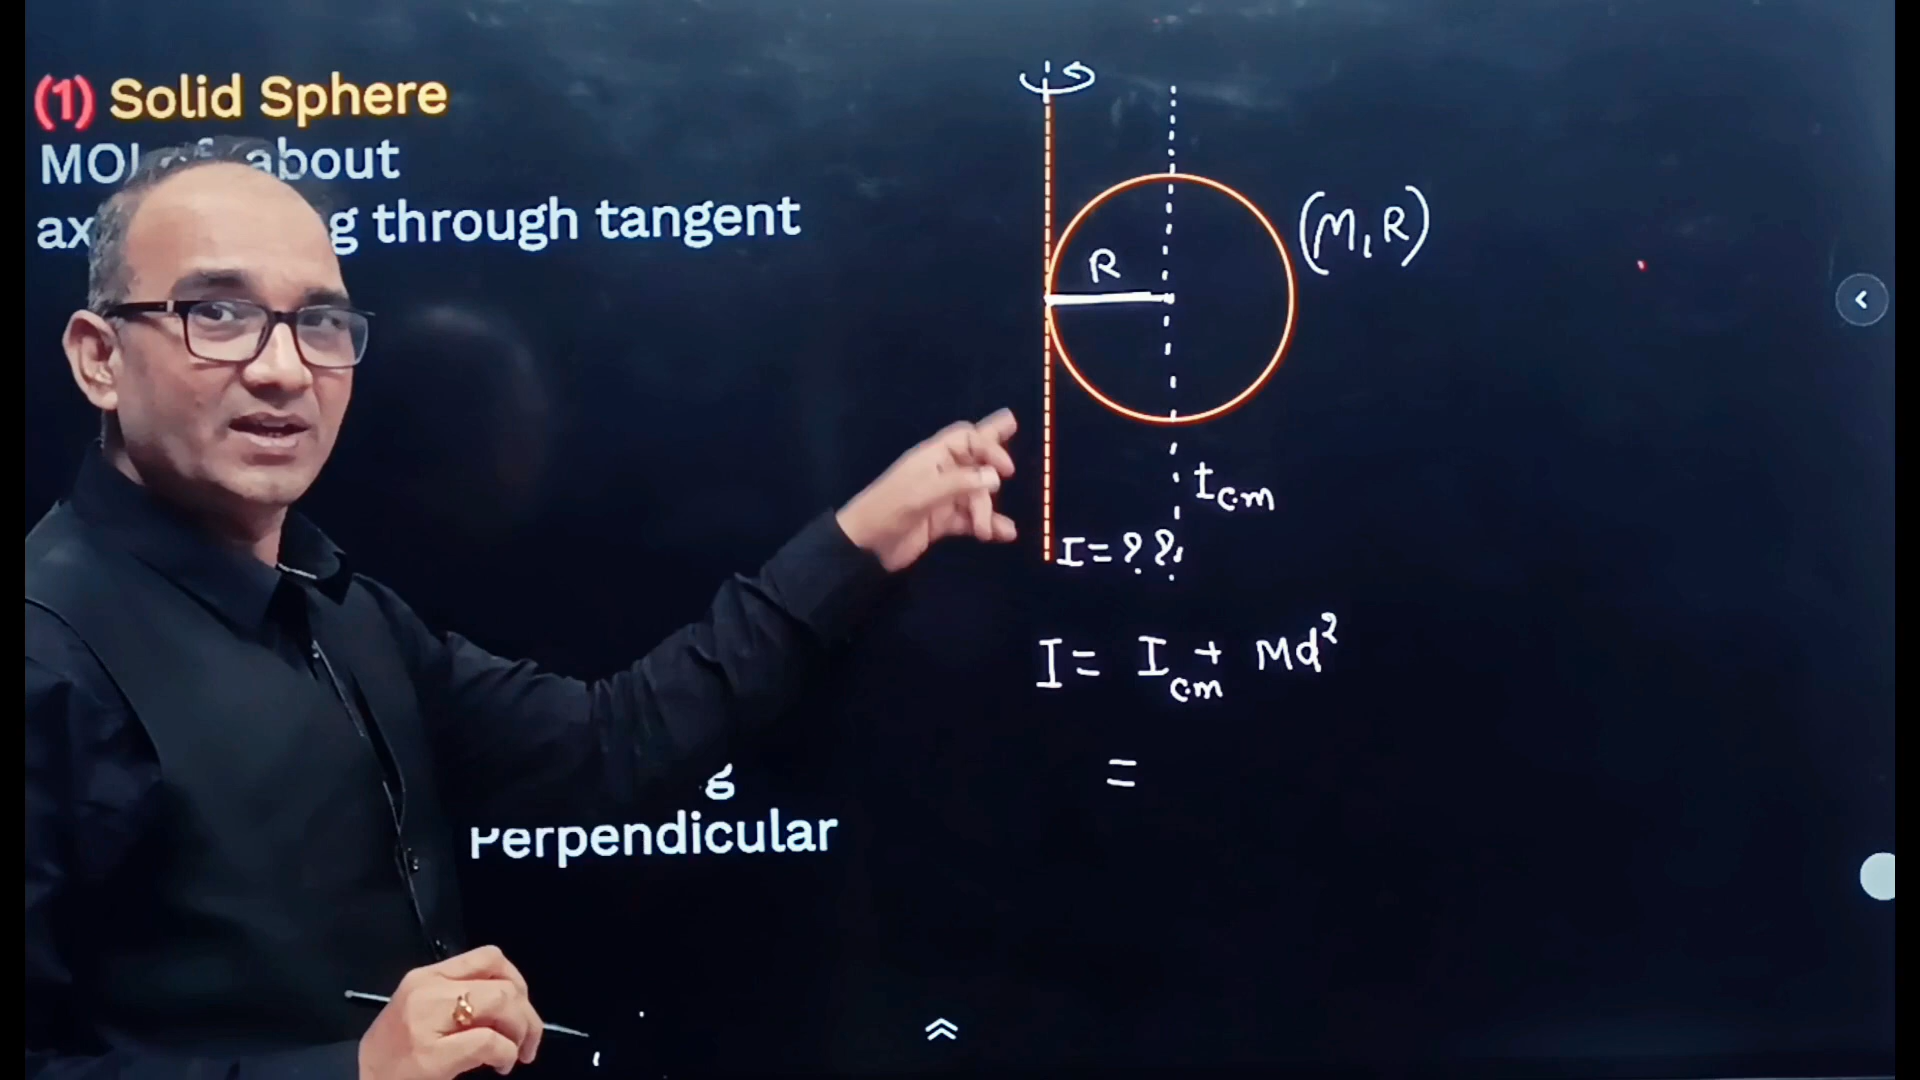 (1) Solid Sphere
MOI about
through tangent
(M, R)
R
Icm
I = ??
I = Icm + Md²
=
g
Perpendicular